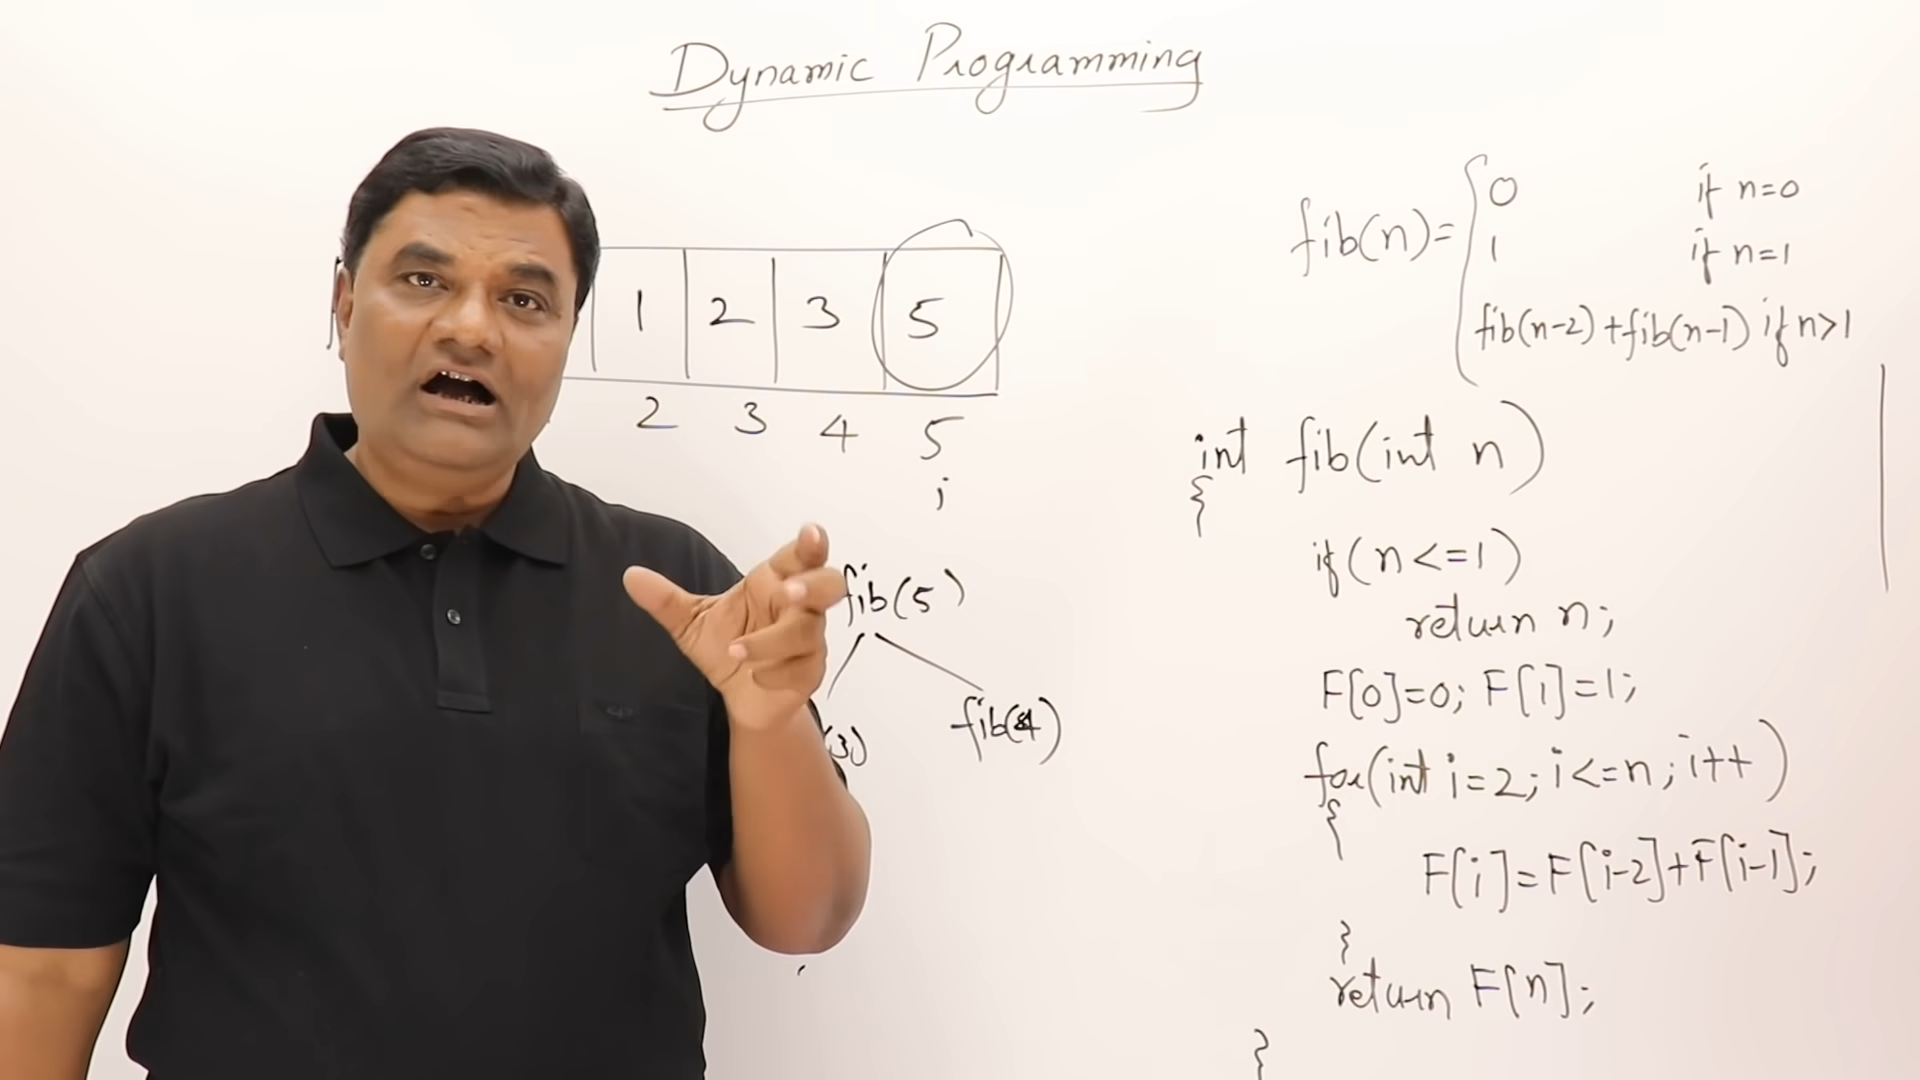 Dynamic Programming
1 2 3 5
2 3 4 5
i
fib(5)
(3) fib(4)
fib(n)= { 0 if n=0
1 if n=1
fib(n-2)+fib(n-1) if n>1
int fib(int n)
{
if(n<=1)
return n;
F[0]=0; F[1]=1;
for(int i=2; i<=n; i++)
{
F[i]=F[i-2]+F[i-1];
}
return F[n];
}